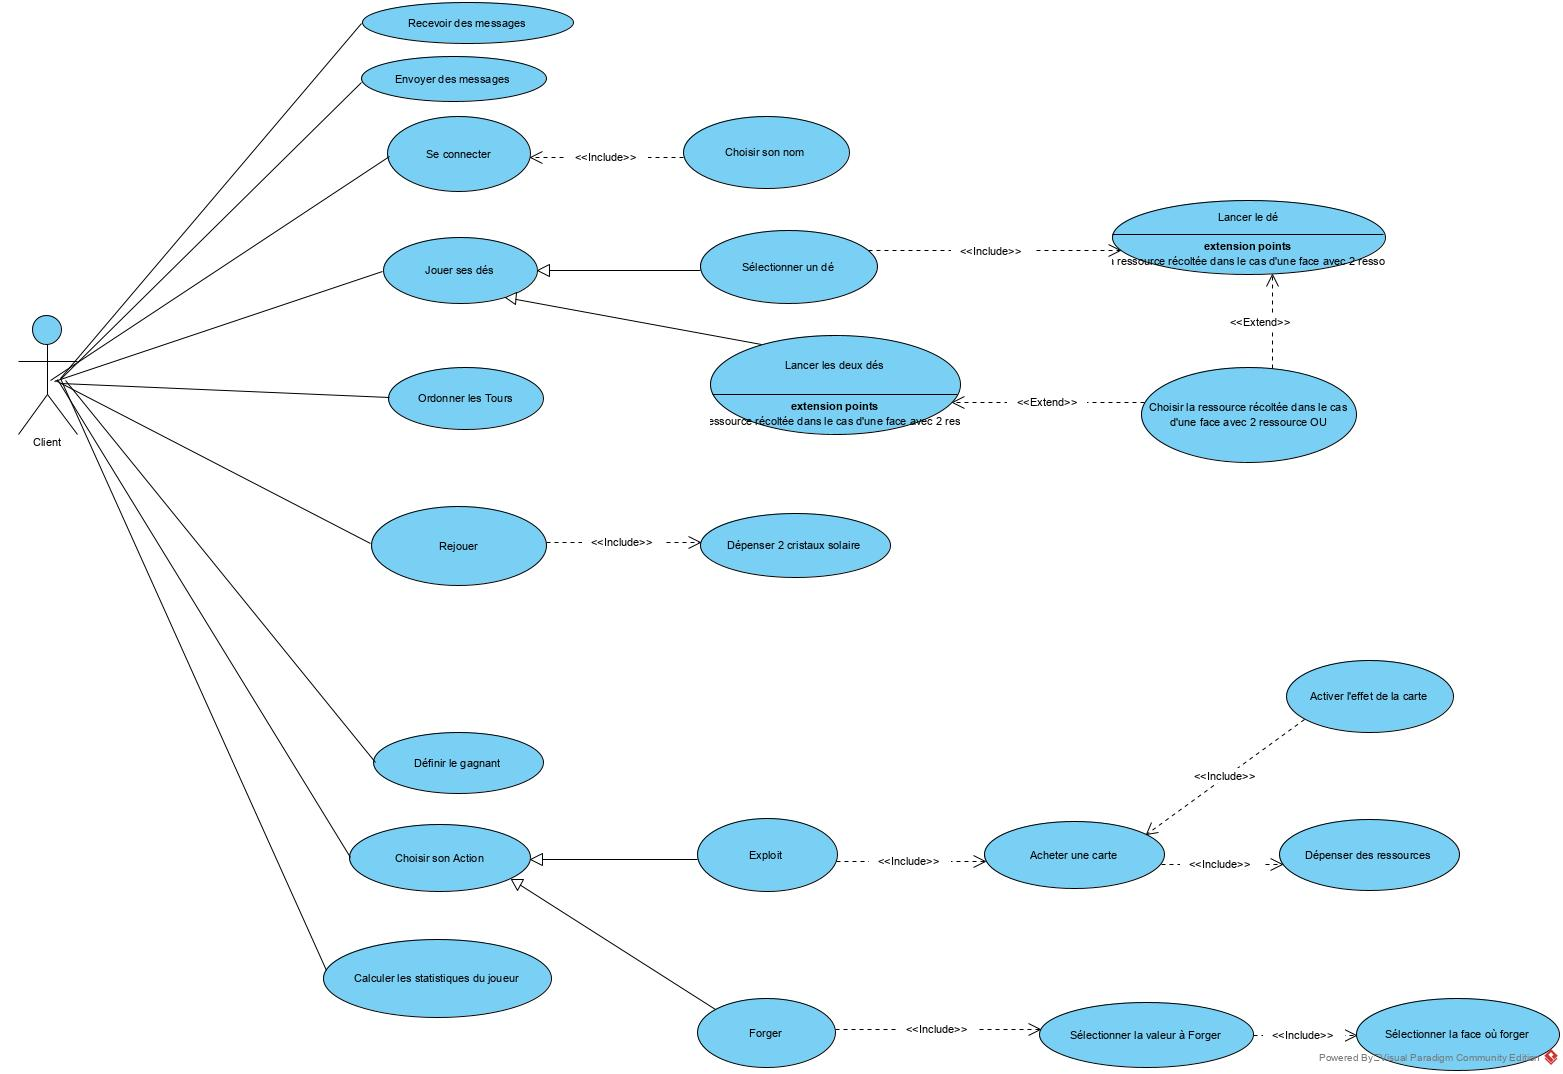 Recevoir des messages
Envoyer des messages
Se connecter
<<Include>>
Choisir son nom
Lancer le dé
extension points
ressource récoltée dans le cas d'une face avec 2 resso
Jouer ses dés
Sélectionner un dé
<<Include>>
<<Extend>>
Lancer les deux dés
extension points
essource récoltée dans le cas d'une face avec 2 res
<<Extend>>
Choisir la ressource récoltée dans le cas
d'une face avec 2 ressource OU
Ordonner les Tours
Client
Rejouer
<<Include>>
Dépenser 2 cristaux solaire
Activer l'effet de la carte
Définir le gagnant
<<Include>>
Choisir son Action
Exploit
<<Include>>
Acheter une carte
<<Include>>
Dépenser des ressources
Calculer les statistiques du joueur
Forger
<<Include>>
Sélectionner la valeur à Forger
<<Include>>
Sélectionner la face où forger
Powered By Visual Paradigm Community Edition